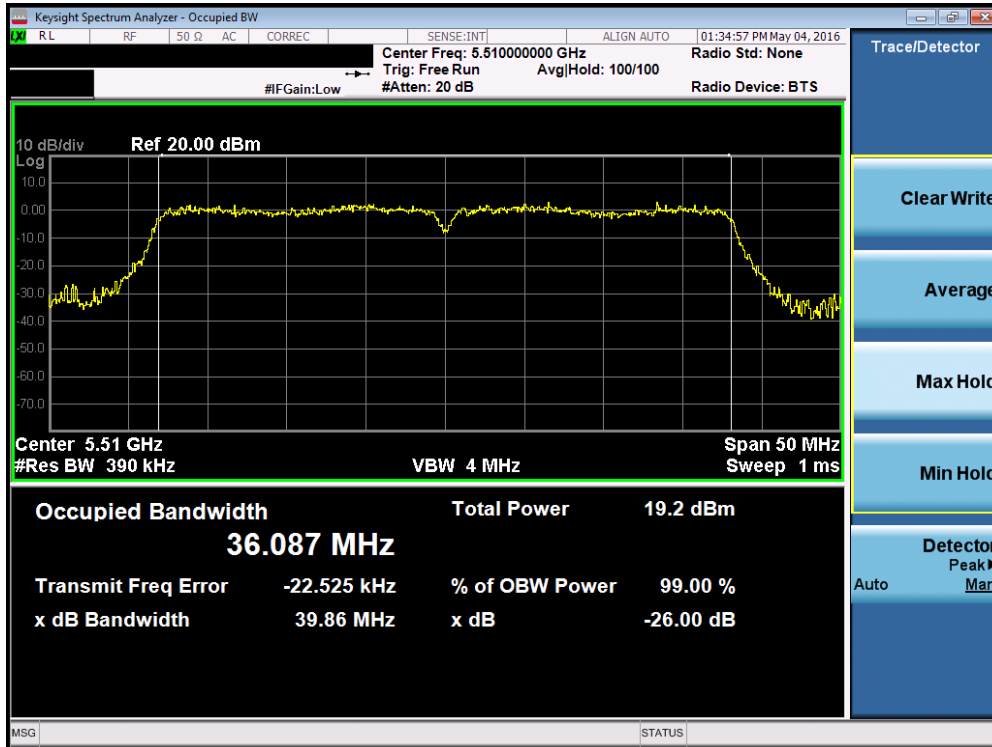 Keysight Spectrum Analyzer - Occupied BW
LXI RL RF 50 Ω AC CORREC SENSE:INT ALIGN AUTO 01:34:57 PM May 04, 2016
Center Freq: 5.510000000 GHz Radio Std: None
Trig: Free Run Avg|Hold: 100/100
#IFGain:Low #Atten: 20 dB Radio Device: BTS
Trace/Detector
10 dB/div Ref 20.00 dBm
Log
10.0
0.00
-10.0
-20.0
-30.0
-40.0
-50.0
-60.0
-70.0
Center 5.51 GHz Span 50 MHz
#Res BW 390 kHz VBW 4 MHz Sweep 1 ms
Occupied Bandwidth Total Power 19.2 dBm
36.087 MHz
Transmit Freq Error -22.525 kHz % of OBW Power 99.00 %
x dB Bandwidth 39.86 MHz x dB -26.00 dB
Clear Write
Average
Max Hold
Min Hold
Detector
Peak
Auto Man
MSG STATUS